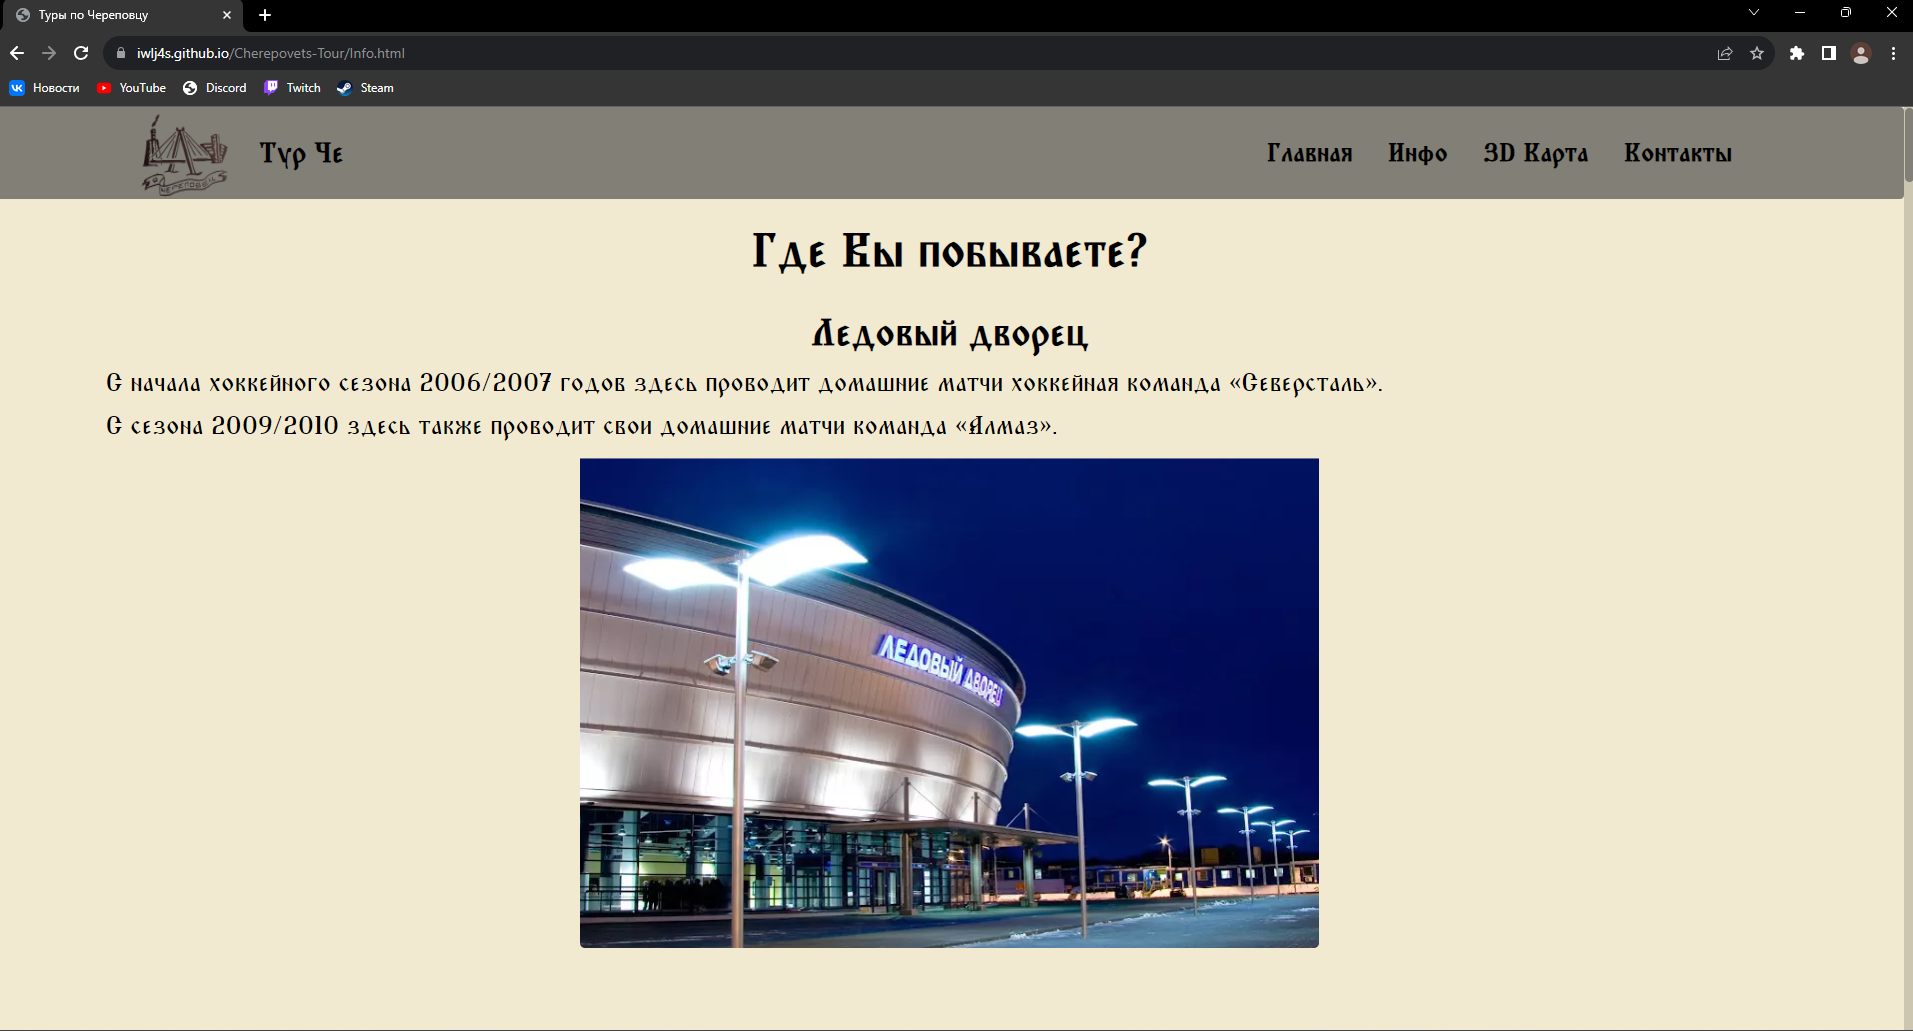 Туры по Череповцу
iwlj4s.github.io/Cherepovets-Tour/Info.html
Новости YouTube Discord Twitch Steam
ЧЕРЕПОВЕЦ
Тур Че Главная Инфо 3D Карта Контакты
Где Вы побываете?
Ледовый дворец
С начала хоккейного сезона 2006/2007 годов здесь проводит домашние матчи хоккейная команда «Северсталь».
С сезона 2009/2010 здесь также проводит свои домашние матчи команда «Алмаз».
ЛЕДОВЫЙ ДВОРЕЦ